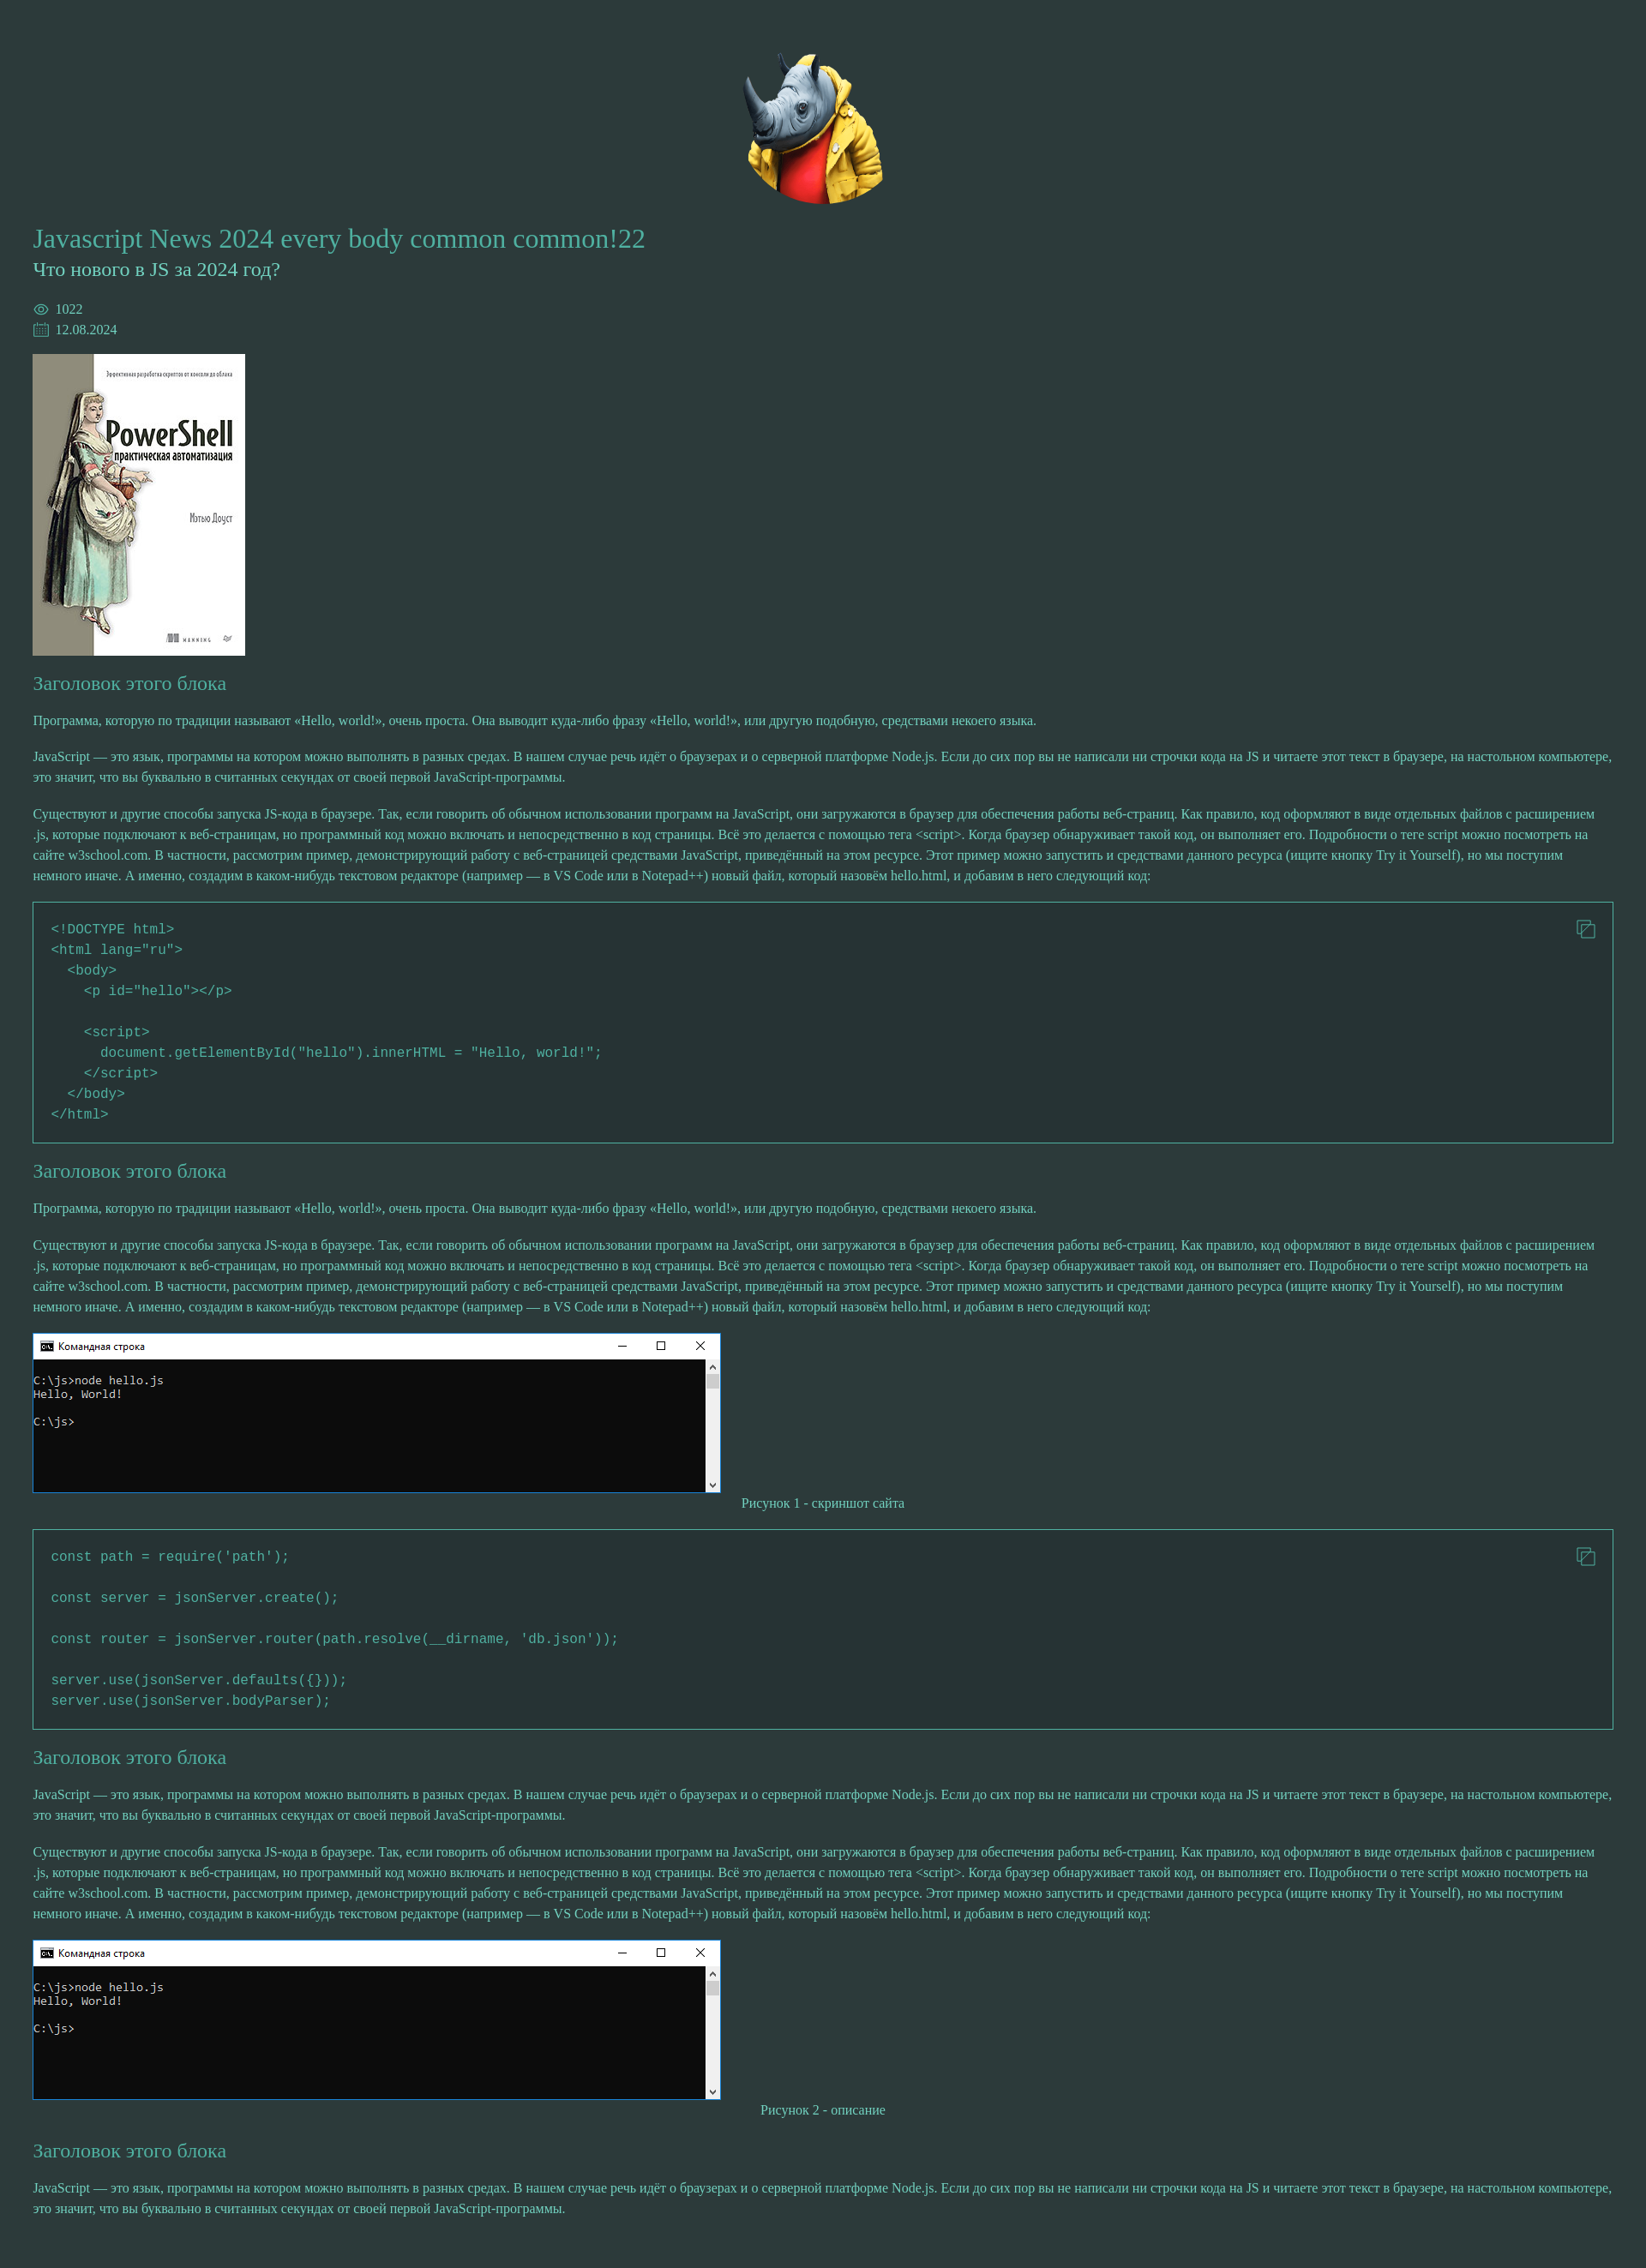 Javascript News 2024 every body common common!22
Что нового в JS за 2024 год?
1022
12.08.2024
Эффективная разработка скриптов от консоли до облака
PowerShell
практическая автоматизация
Мэтью Доуст
MANNING
Заголовок этого блока
Программа, которую по традиции называют «Hello, world!», очень проста. Она выводит куда-либо фразу «Hello, world!», или другую подобную, средствами некоего языка.
JavaScript — это язык, программы на котором можно выполнять в разных средах. В нашем случае речь идёт о браузерах и о серверной платформе Node.js. Если до сих пор вы не написали ни строчки кода на JS и читаете этот текст в браузере, на настольном компьютере,
это значит, что вы буквально в считанных секундах от своей первой JavaScript-программы.
Существуют и другие способы запуска JS-кода в браузере. Так, если говорить об обычном использовании программ на JavaScript, они загружаются в браузер для обеспечения работы веб-страниц. Как правило, код оформляют в виде отдельных файлов с расширением
.js, которые подключают к веб-страницам, но программный код можно включать и непосредственно в код страницы. Всё это делается с помощью тега <script>. Когда браузер обнаруживает такой код, он выполняет его. Подробности о теге script можно посмотреть на
сайте w3school.com. В частности, рассмотрим пример, демонстрирующий работу с веб-страницей средствами JavaScript, приведённый на этом ресурсе. Этот пример можно запустить и средствами данного ресурса (ищите кнопку Try it Yourself), но мы поступим
немного иначе. А именно, создадим в каком-нибудь текстовом редакторе (например — в VS Code или в Notepad++) новый файл, который назовём hello.html, и добавим в него следующий код:
<!DOCTYPE html>
<html lang="ru">
<body>
<p id="hello"></p>
<script>
document.getElementById("hello").innerHTML = "Hello, world!";
</script>
</body>
</html>
Заголовок этого блока
Программа, которую по традиции называют «Hello, world!», очень проста. Она выводит куда-либо фразу «Hello, world!», или другую подобную, средствами некоего языка.
Существуют и другие способы запуска JS-кода в браузере. Так, если говорить об обычном использовании программ на JavaScript, они загружаются в браузер для обеспечения работы веб-страниц. Как правило, код оформляют в виде отдельных файлов с расширением
.js, которые подключают к веб-страницам, но программный код можно включать и непосредственно в код страницы. Всё это делается с помощью тега <script>. Когда браузер обнаруживает такой код, он выполняет его. Подробности о теге script можно посмотреть на
сайте w3school.com. В частности, рассмотрим пример, демонстрирующий работу с веб-страницей средствами JavaScript, приведённый на этом ресурсе. Этот пример можно запустить и средствами данного ресурса (ищите кнопку Try it Yourself), но мы поступим
немного иначе. А именно, создадим в каком-нибудь текстовом редакторе (например — в VS Code или в Notepad++) новый файл, который назовём hello.html, и добавим в него следующий код:
Командная строка
C:\js>node hello.js
Hello, World!
C:\js>
Рисунок 1 - скриншот сайта
const path = require('path');
const server = jsonServer.create();
const router = jsonServer.router(path.resolve(__dirname, 'db.json'));
server.use(jsonServer.defaults({}));
server.use(jsonServer.bodyParser);
Заголовок этого блока
JavaScript — это язык, программы на котором можно выполнять в разных средах. В нашем случае речь идёт о браузерах и о серверной платформе Node.js. Если до сих пор вы не написали ни строчки кода на JS и читаете этот текст в браузере, на настольном компьютере,
это значит, что вы буквально в считанных секундах от своей первой JavaScript-программы.
Существуют и другие способы запуска JS-кода в браузере. Так, если говорить об обычном использовании программ на JavaScript, они загружаются в браузер для обеспечения работы веб-страниц. Как правило, код оформляют в виде отдельных файлов с расширением
.js, которые подключают к веб-страницам, но программный код можно включать и непосредственно в код страницы. Всё это делается с помощью тега <script>. Когда браузер обнаруживает такой код, он выполняет его. Подробности о теге script можно посмотреть на
сайте w3school.com. В частности, рассмотрим пример, демонстрирующий работу с веб-страницей средствами JavaScript, приведённый на этом ресурсе. Этот пример можно запустить и средствами данного ресурса (ищите кнопку Try it Yourself), но мы поступим
немного иначе. А именно, создадим в каком-нибудь текстовом редакторе (например — в VS Code или в Notepad++) новый файл, который назовём hello.html, и добавим в него следующий код:
Командная строка
C:\js>node hello.js
Hello, World!
C:\js>
Рисунок 2 - описание
Заголовок этого блока
JavaScript — это язык, программы на котором можно выполнять в разных средах. В нашем случае речь идёт о браузерах и о серверной платформе Node.js. Если до сих пор вы не написали ни строчки кода на JS и читаете этот текст в браузере, на настольном компьютере,
это значит, что вы буквально в считанных секундах от своей первой JavaScript-программы.